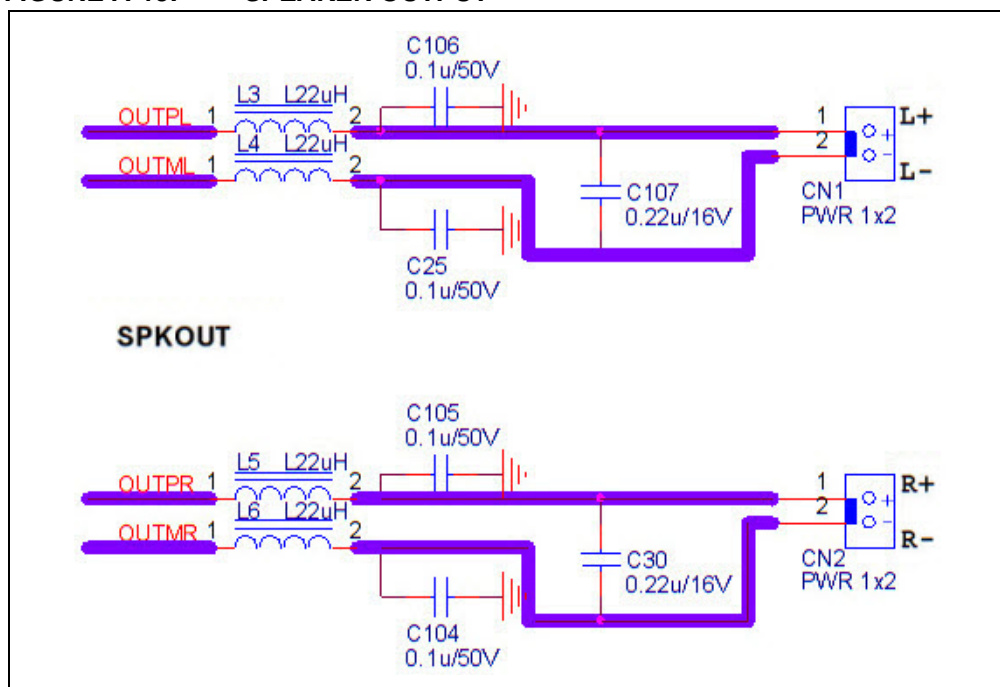 C106
0.1u/50V
L3 L22uH
OUTPL 1 2
L4 L22uH
OUTML 1 2
1 L+
2
L-
C107
0.22u/16V
CN1
PWR 1x2
C25
0.1u/50V
SPKOUT
C105
0.1u/50V
L5 L22uH
OUTPR 1 2
L6 L22uH
OUTMR 1 2
1 R+
2
R-
C30
0.22u/16V
CN2
PWR 1x2
C104
0.1u/50V